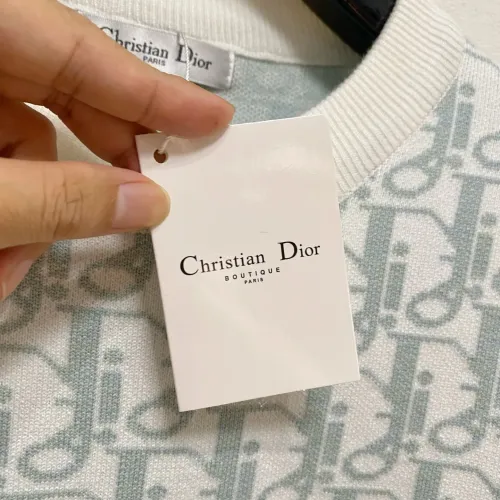 Christian Dior
PARIS
Christian Dior
BOUTIQUE
PARIS